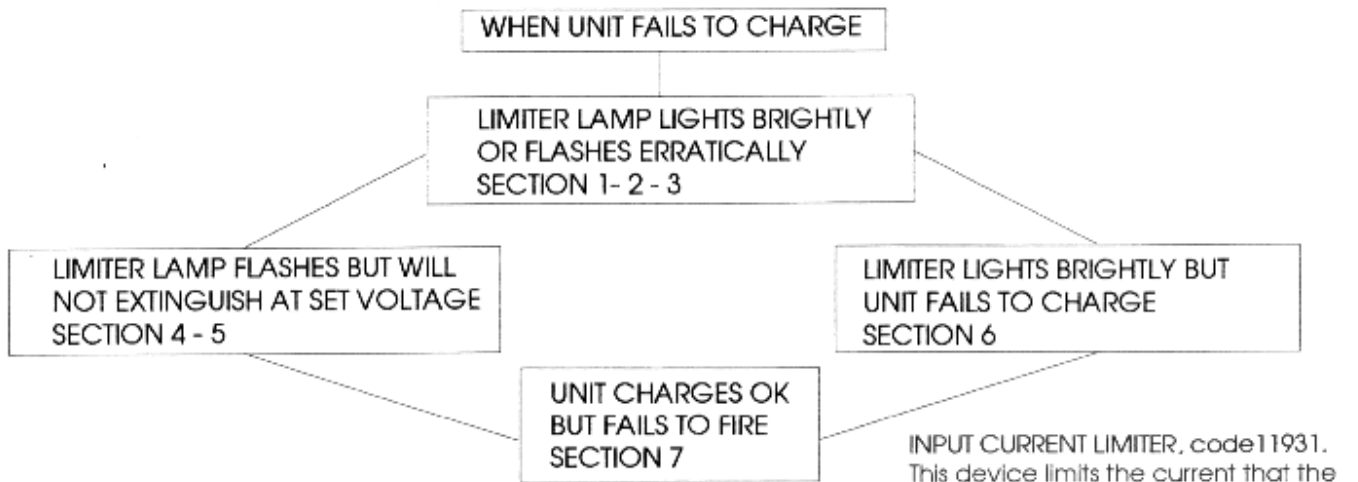 WHEN UNIT FAILS TO CHARGE
LIMITER LAMP LIGHTS BRIGHTLY
OR FLASHES ERRATICALLY
SECTION 1- 2 - 3
LIMITER LAMP FLASHES BUT WILL
NOT EXTINGUISH AT SET VOLTAGE
SECTION 4 - 5
LIMITER LIGHTS BRIGHTLY BUT
UNIT FAILS TO CHARGE
SECTION 6
UNIT CHARGES OK
BUT FAILS TO FIRE
SECTION 7
INPUT CURRENT LIMITER, code11931.
This device limits the current that the